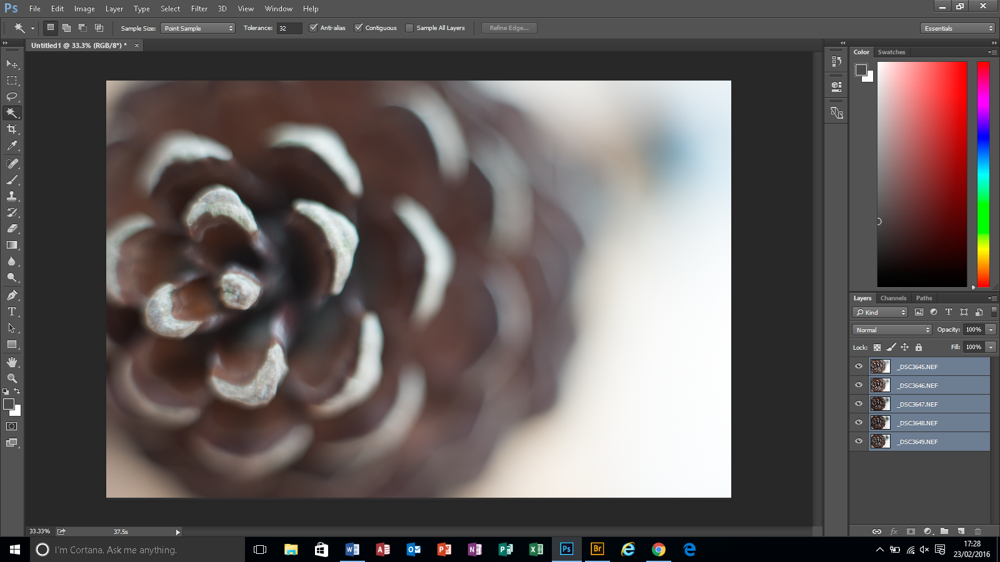 Ps File Edit Image Layer Type Select Filter 3D View Window Help
Sample Size: Point Sample Tolerance: 32 Anti-alias Contiguous Sample All Layers Refine Edge... Essentials
Untitled1 @ 33.3% (RGB/8*) * ×
Color Swatches
Layers Channels Paths
Kind
Normal Opacity: 100%
Lock: Fill: 100%
_DSC3645.NEF
_DSC3646.NEF
_DSC3647.NEF
_DSC3648.NEF
_DSC3649.NEF
33.33% 37.5s
I'm Cortana. Ask me anything.
Ps Br
17:28
23/02/2016